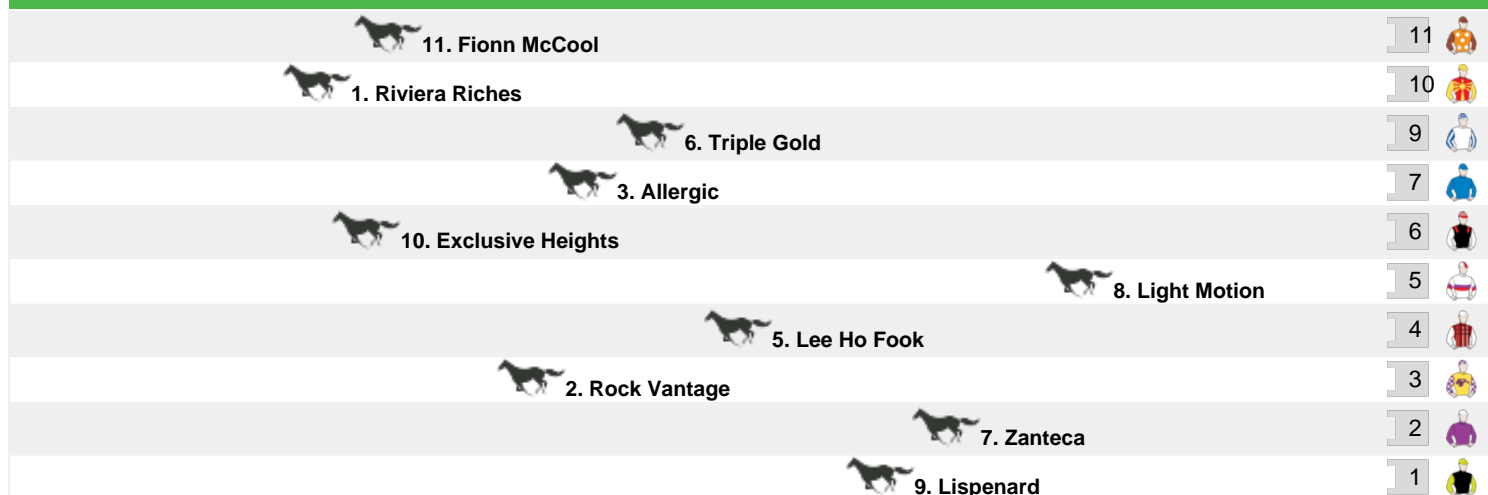 11. Fionn McCool 11
1. Riviera Riches 10
6. Triple Gold 9
3. Allergic 7
10. Exclusive Heights 6
8. Light Motion 5
5. Lee Ho Fook 4
2. Rock Vantage 3
7. Zanteca 2
9. Lispenard 1